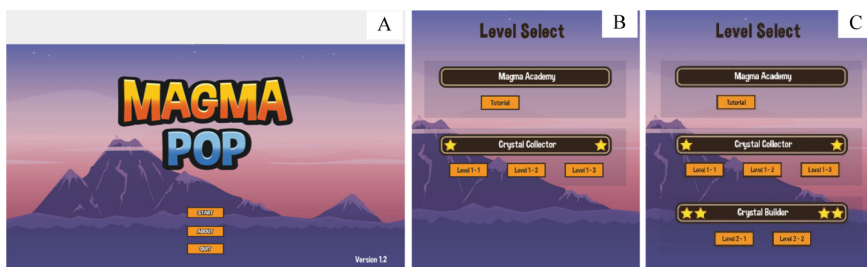 A
MAGMA
POP
START
ABOUT
QUIT
Version 1.2
B
Level Select
Magma Academy
Tutorial
Crystal Collector
Level 1-1 Level 1-2 Level 1-3
C
Level Select
Magma Academy
Tutorial
Crystal Collector
Level 1-1 Level 1-2 Level 1-3
Crystal Builder
Level 2-1 Level 2-2